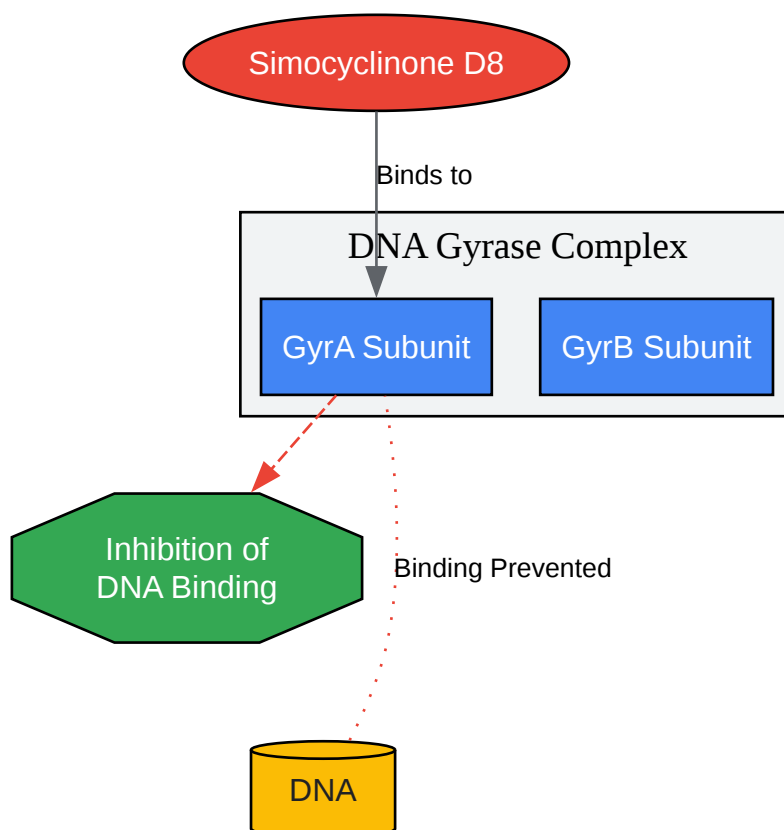 Simocyclinone D8
Binds to
DNA Gyrase Complex
GyrA Subunit
GyrB Subunit
Inhibition of
DNA Binding
Binding Prevented
DNA